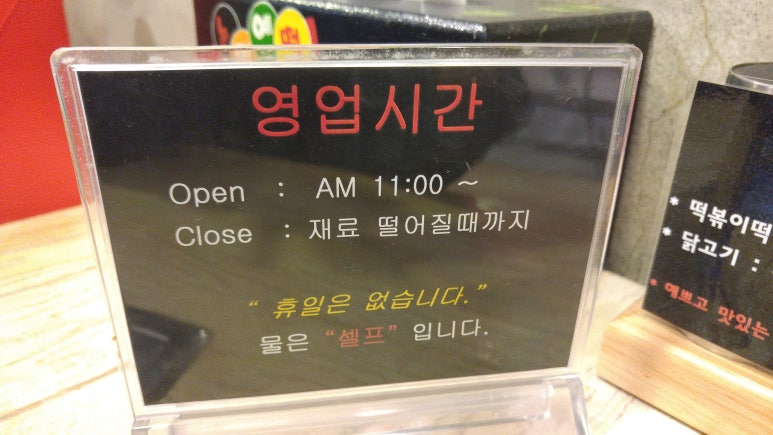 영업시간
Open : AM 11:00 ~
Close : 재료 떨어질때까지
“ 휴일은 없습니다.”
물은 “셀프” 입니다.
* 떡볶이떡
* 닭고기 :
* 예쁘고 맛있는